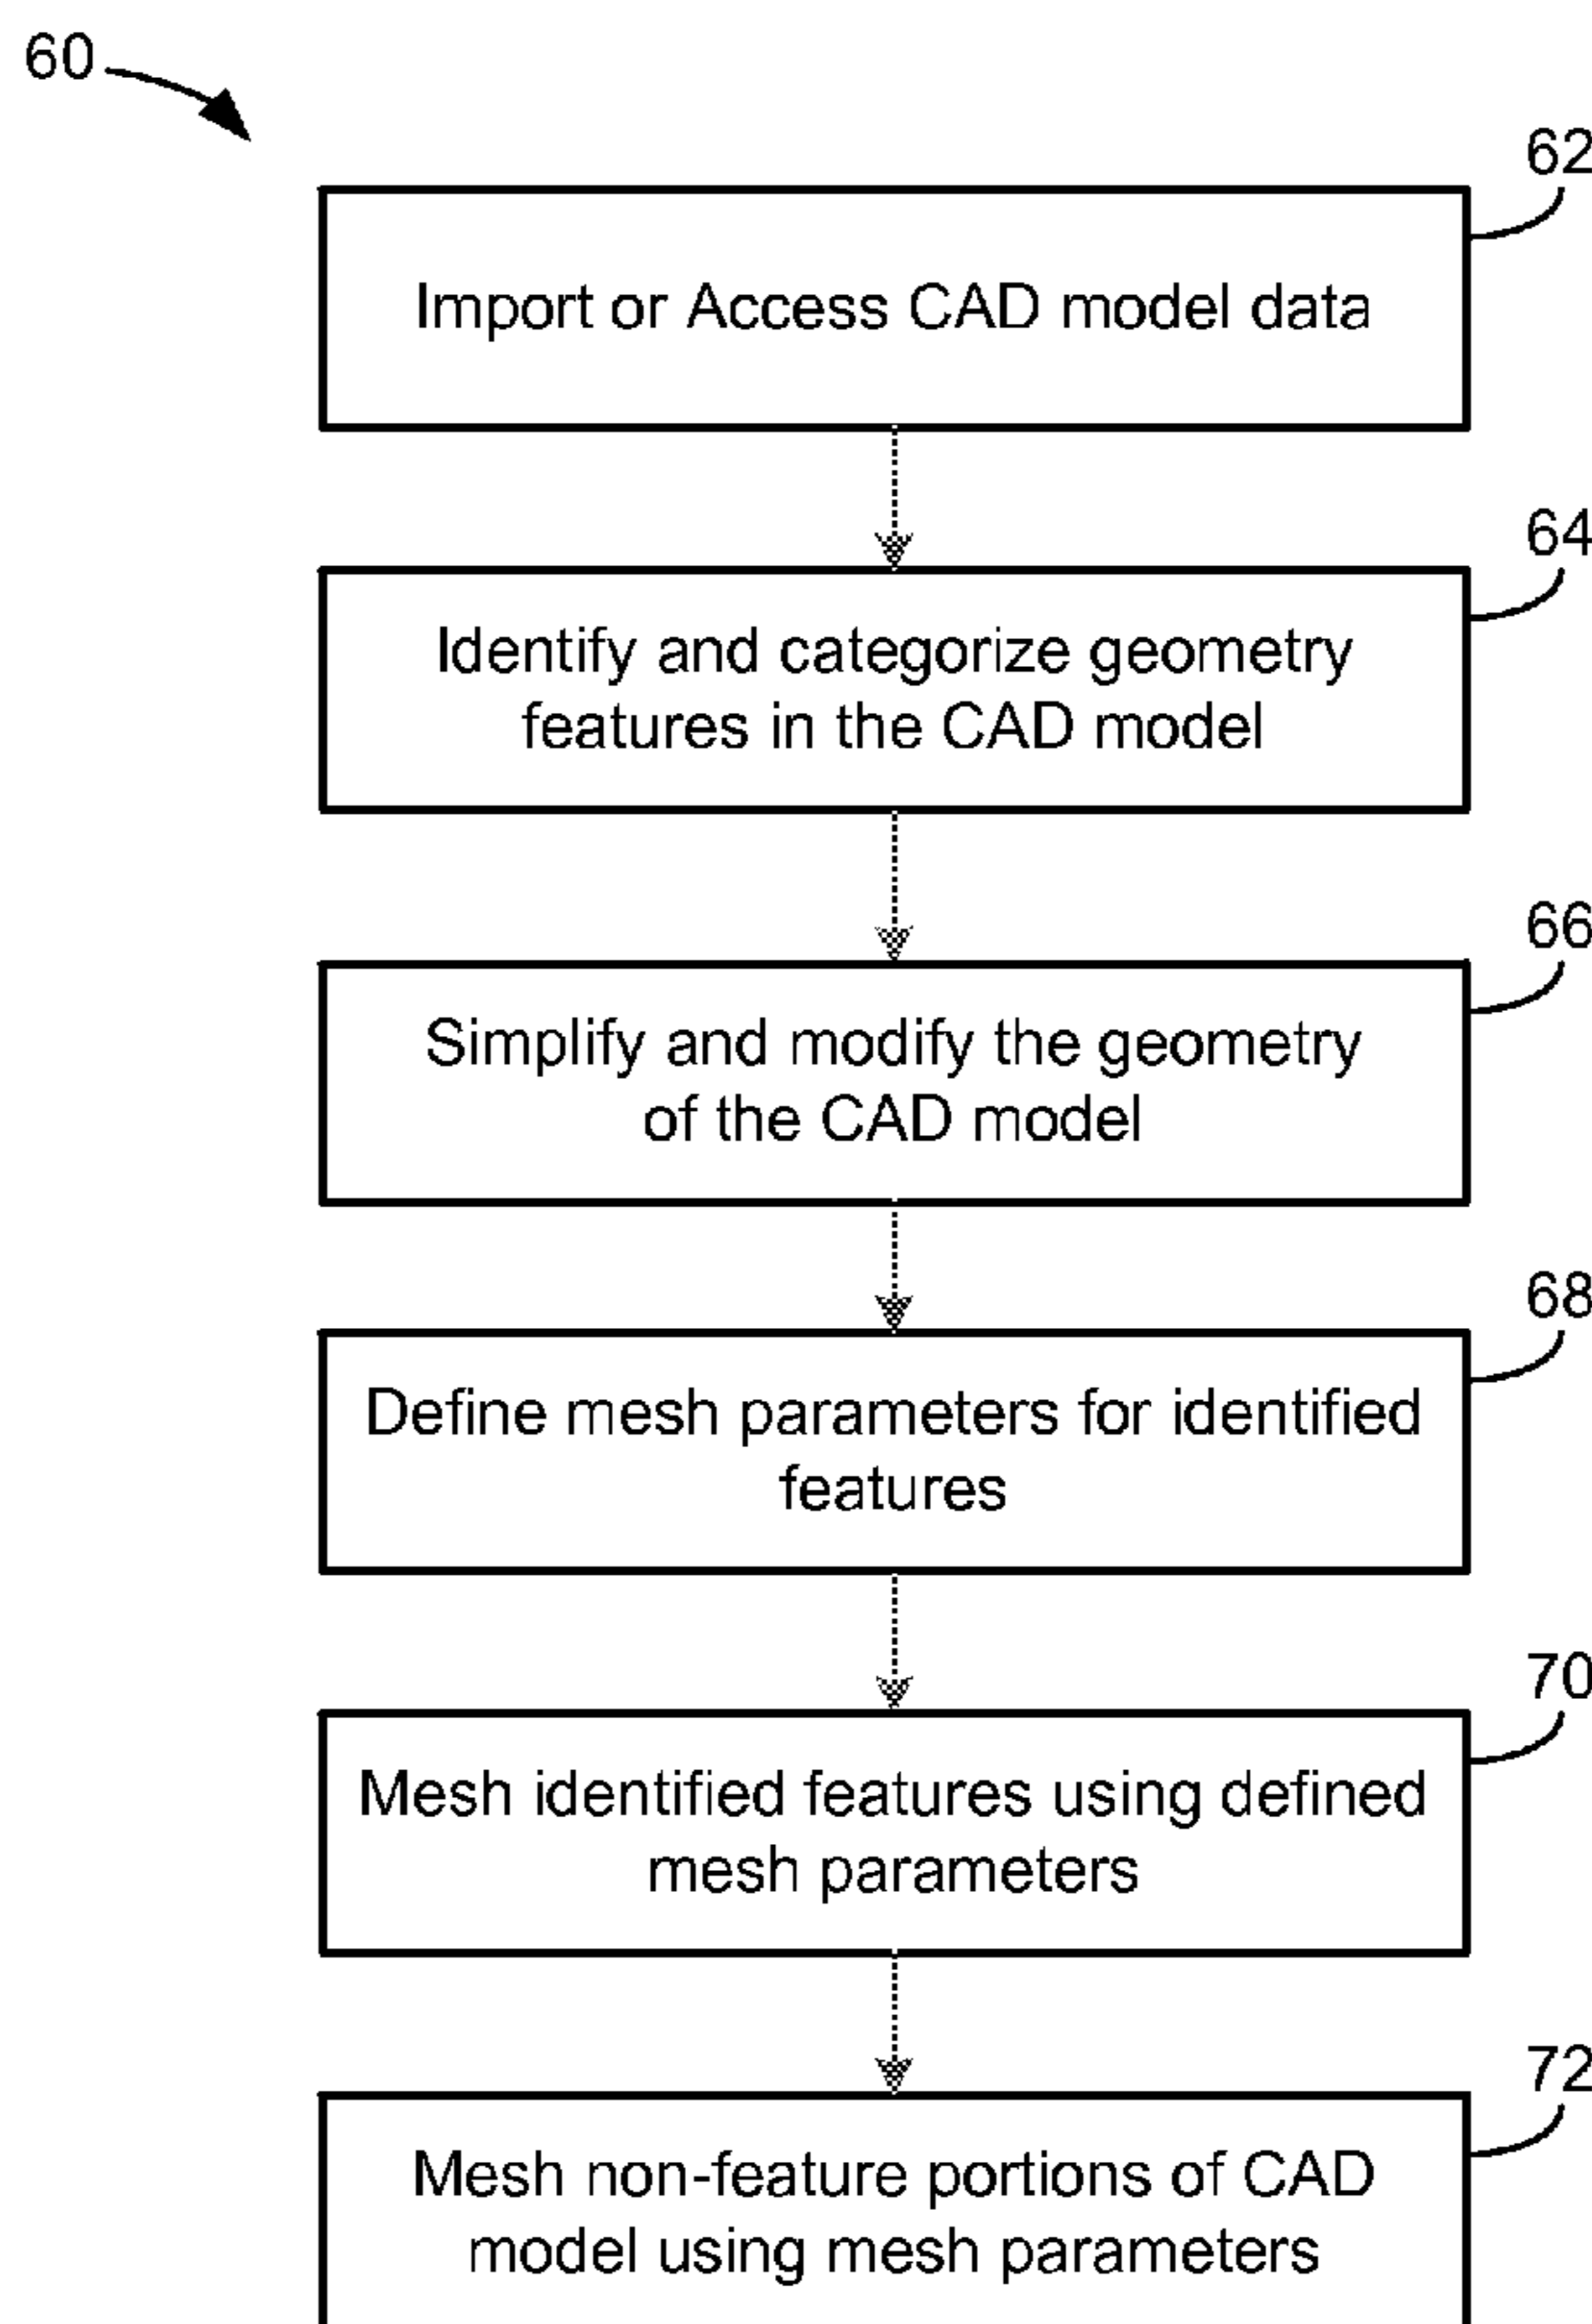 60
62
Import or Access CAD model data
64
Identify and categorize geometry
features in the CAD model
66
Simplify and modify the geometry
of the CAD model
68
Define mesh parameters for identified
features
70
Mesh identified features using defined
mesh parameters
72
Mesh non-feature portions of CAD
model using mesh parameters